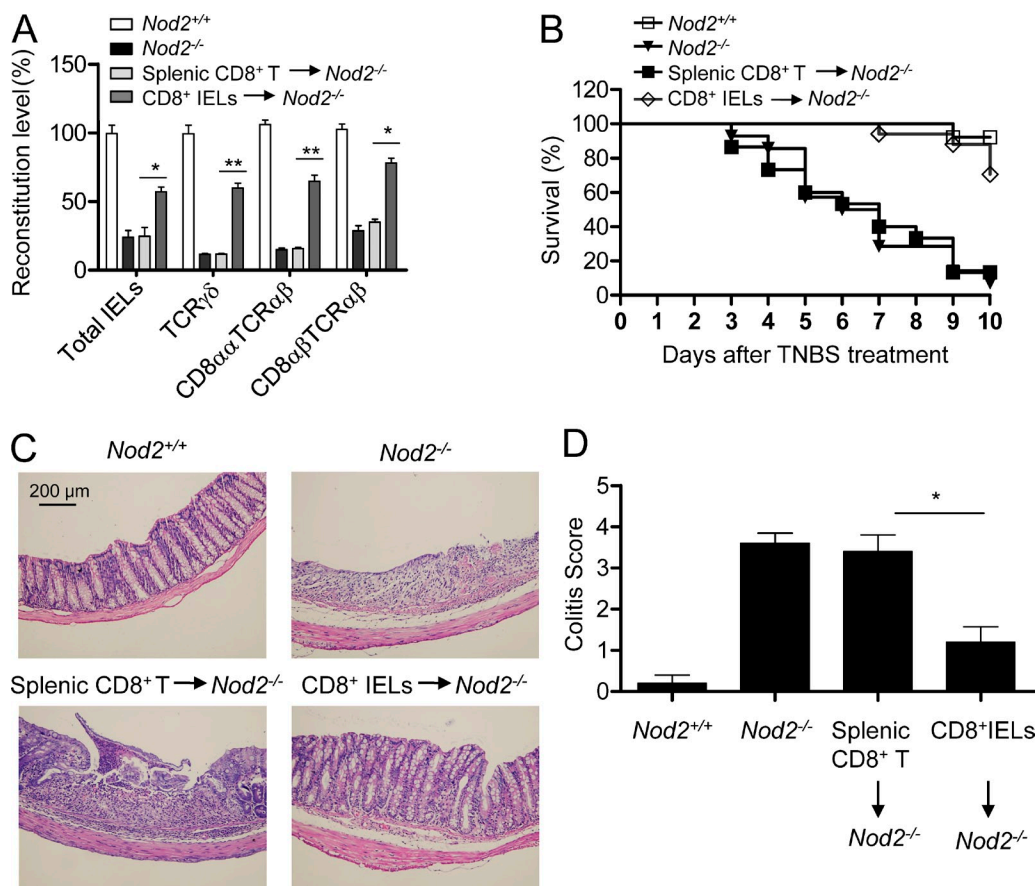 A
Nod2+/+
Nod2-/-
Splenic CD8+ T → Nod2-/-
CD8+ IELs → Nod2-/-
Reconstitution level(%)
150
100
50
0
*
**
**
*
Total IELs
TCRγδ
CD8ααTCRαβ
CD8αβTCRαβ
B
Nod2+/+
Nod2-/-
Splenic CD8+ T → Nod2-/-
CD8+ IELs → Nod2-/-
Survival (%)
100
80
60
40
20
0
0 1 2 3 4 5 6 7 8 9 10
Days after TNBS treatment
C
Nod2+/+
Nod2-/-
200 µm
Splenic CD8+ T → Nod2-/-
CD8+ IELs → Nod2-/-
D
Colitis Score
5
4
3
2
1
0
*
Nod2+/+
Nod2-/-
Splenic
CD8+ T
↓
Nod2-/-
CD8+IELs
↓
Nod2-/-